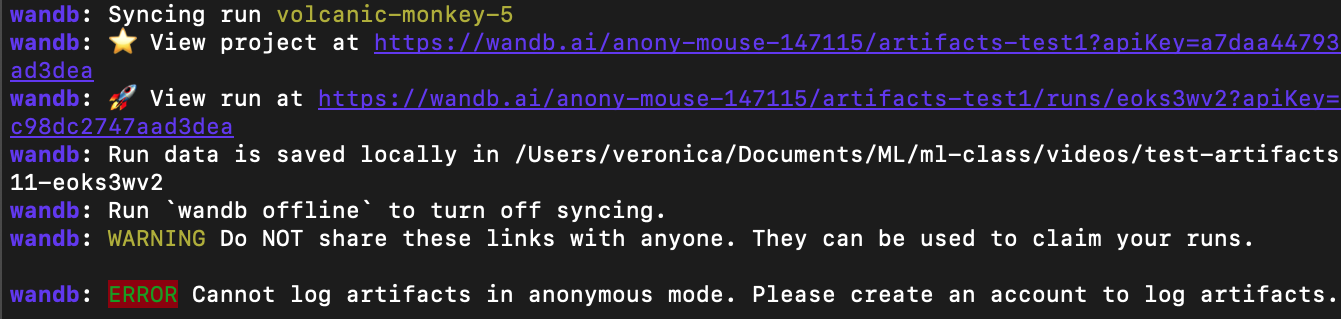 wandb: Syncing run volcanic-monkey-5
wandb: ⭐ View project at https://wandb.ai/anony-mouse-147115/artifacts-test1?apiKey=a7daa44793
ad3dea
wandb: 🚀 View run at https://wandb.ai/anony-mouse-147115/artifacts-test1/runs/eoks3wv2?apiKey=
c98dc2747aad3dea
wandb: Run data is saved locally in /Users/veronica/Documents/ML/ml-class/videos/test-artifacts
11-eoks3wv2
wandb: Run `wandb offline` to turn off syncing.
wandb: WARNING Do NOT share these links with anyone. They can be used to claim your runs.
wandb: ERROR Cannot log artifacts in anonymous mode. Please create an account to log artifacts.